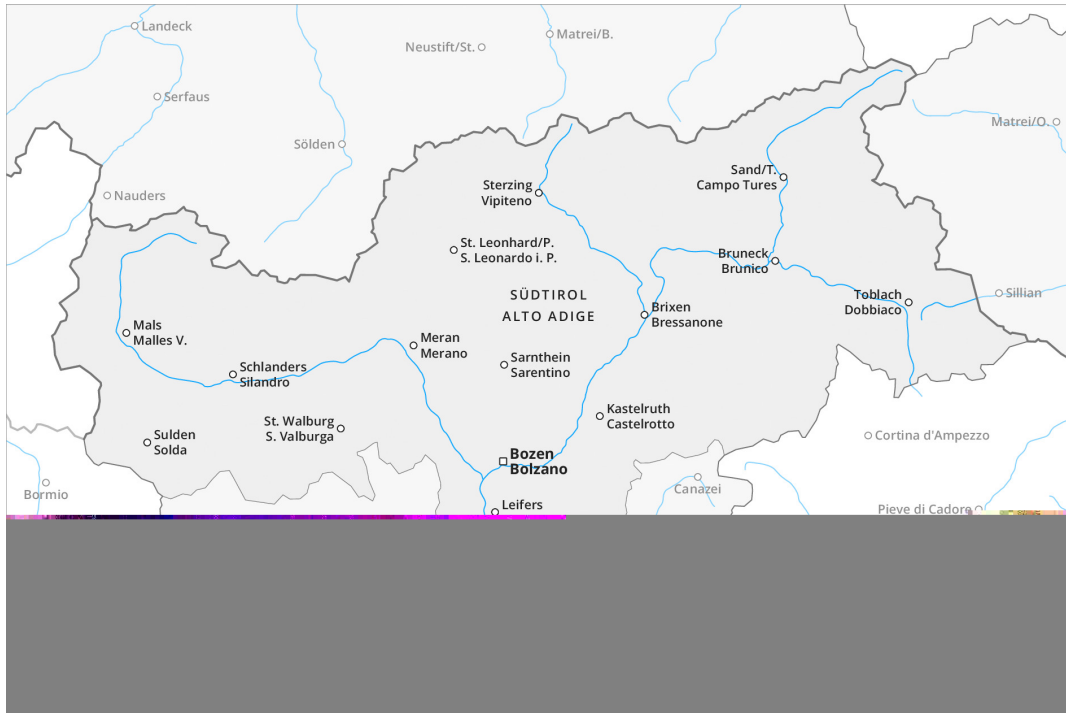 Landeck
Matrei/B.
Neustift/St.
Serfaus
Matrei/O.
Sölden
Sand/T.
Campo Tures
Sterzing
Vipiteno
Nauders
St. Leonhard/P.
S. Leonardo i. P.
Bruneck
Brunico
SÜDTIROL
ALTO ADIGE
Toblach
Dobbiaco
Sillian
Brixen
Bressanone
Mals
Malles V.
Meran
Merano
Sarnthein
Sarentino
Schlanders
Silandro
Kastelruth
Castelrotto
St. Walburg
S. Valburga
Sulden
Solda
Cortina d'Ampezzo
Bozen
Bolzano
Bormio
Canazei
Leifers
Pieve di Cadore